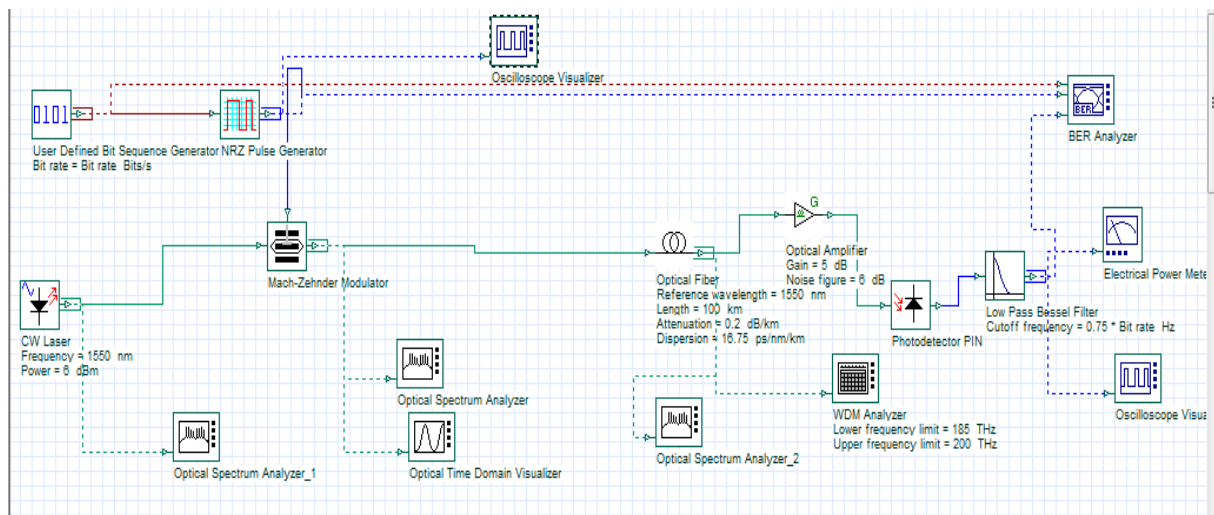 Oscilloscope Visualizer
0101
User Defined Bit Sequence Generator
Bit rate = Bit rate Bits/s
NRZ Pulse Generator
BER
BER Analyzer
Mach-Zehnder Modulator
CW Laser
Frequency = 1550 nm
Power = 6 dBm
Optical Fiber
Reference wavelength = 1550 nm
Length = 100 km
Attenuation = 0.2 dB/km
Dispersion = 16.75 ps/nm/km
G
Optical Amplifier
Gain = 5 dB
Noise figure = 6 dB
Photodetector PIN
Low Pass Bessel Filter
Cutoff frequency = 0.75 * Bit rate Hz
Electrical Power Mete
Optical Spectrum Analyzer
Optical Spectrum Analyzer_1
Optical Time Domain Visualizer
Optical Spectrum Analyzer_2
WDM Analyzer
Lower frequency limit = 185 THz
Upper frequency limit = 200 THz
Oscilloscope Visua